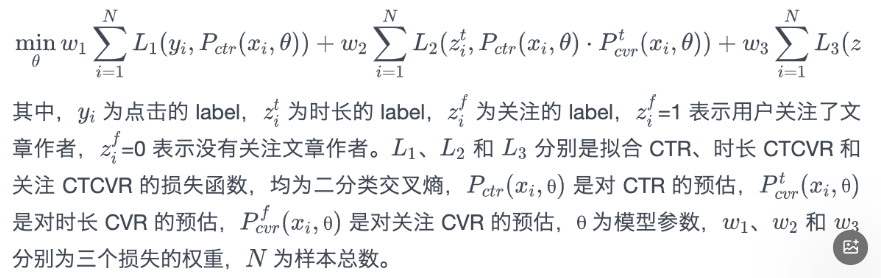 $\min_{\theta} w_1 \sum_{i=1}^{N} L_1(y_i, P_{ctr}(x_i, \theta)) + w_2 \sum_{i=1}^{N} L_2(z_i^t, P_{ctr}(x_i, \theta) \cdot P_{cvr}^t(x_i, \theta)) + w_3 \sum_{i=1}^{N} L_3(z$
其中，$y_i$ 为点击的 label，$z_i^t$ 为时长的 label，$z_i^f$ 为关注的 label，$z_i^f$=1 表示用户关注了文
章作者，$z_i^f$=0 表示没有关注文章作者。$L_1$、$L_2$ 和 $L_3$ 分别是拟合 CTR、时长 CTCVR 和
关注 CTCVR 的损失函数，均为二分类交叉熵，$P_{ctr}(x_i, θ)$ 是对 CTR 的预估，$P_{cvr}^t(x_i, θ)$
是对时长 CVR 的预估，$P_{cvr}^f(x_i, θ)$ 是对关注 CVR 的预估，θ 为模型参数，$w_1$、$w_2$ 和 $w_3$
分别为三个损失的权重，$N$ 为样本总数。